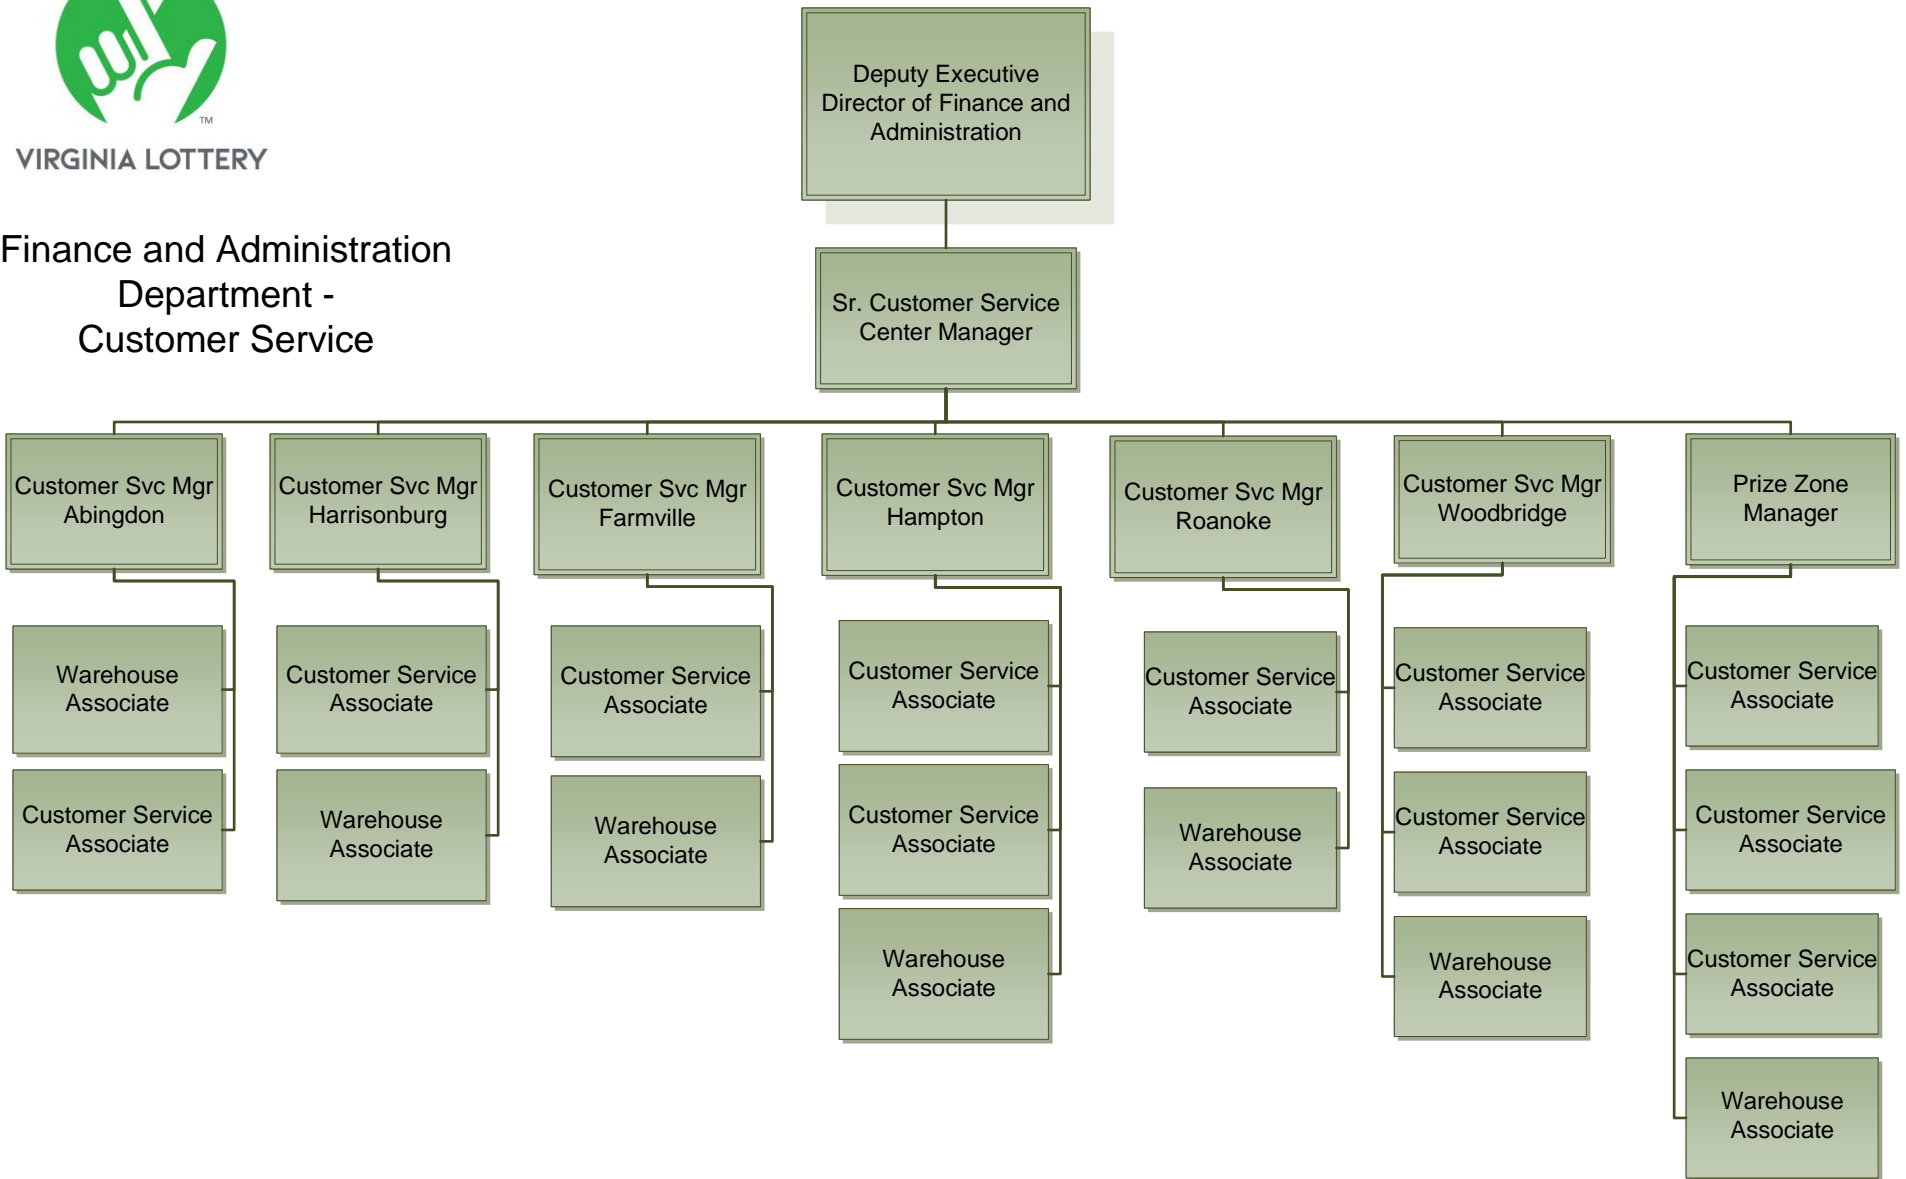 TM
VIRGINIA LOTTERY
Finance and Administration
Department -
Customer Service
Deputy Executive
Director of Finance and
Administration
Sr. Customer Service
Center Manager
Customer Svc Mgr
Abingdon
Customer Svc Mgr
Harrisonburg
Customer Svc Mgr
Farmville
Customer Svc Mgr
Hampton
Customer Svc Mgr
Roanoke
Customer Svc Mgr
Woodbridge
Prize Zone
Manager
Warehouse
Associate
Customer Service
Associate
Customer Service
Associate
Warehouse
Associate
Customer Service
Associate
Warehouse
Associate
Customer Service
Associate
Customer Service
Associate
Warehouse
Associate
Customer Service
Associate
Warehouse
Associate
Customer Service
Associate
Customer Service
Associate
Warehouse
Associate
Customer Service
Associate
Customer Service
Associate
Customer Service
Associate
Warehouse
Associate